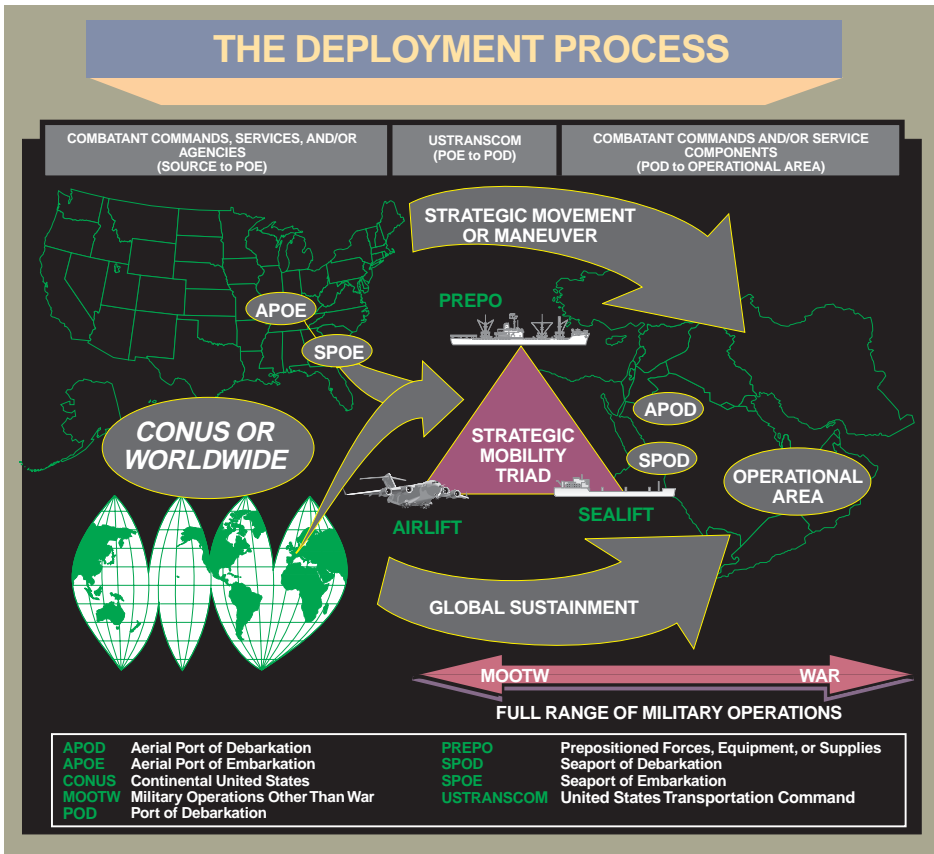 THE DEPLOYMENT PROCESS
COMBATANT COMMANDS, SERVICES, AND/OR
AGENCIES
(SOURCE to POE)
USTRANSCOM
(POE to POD)
COMBATANT COMMANDS AND/OR SERVICE
COMPONENTS
(POD to OPERATIONAL AREA)
STRATEGIC MOVEMENT
OR MANEUVER
PREPO
APOE
SPOE
APOD
SPOD
CONUS OR
WORLDWIDE
STRATEGIC
MOBILITY
TRIAD
OPERATIONAL
AREA
AIRLIFT
SEALIFT
GLOBAL SUSTAINMENT
MOOTW
WAR
FULL RANGE OF MILITARY OPERATIONS
APOD Aerial Port of Debarkation
APOE Aerial Port of Embarkation
CONUS Continental United States
MOOTW Military Operations Other Than War
POD Port of Debarkation
PREPO Prepositioned Forces, Equipment, or Supplies
SPOD Seaport of Debarkation
SPOE Seaport of Embarkation
USTRANSCOM United States Transportation Command